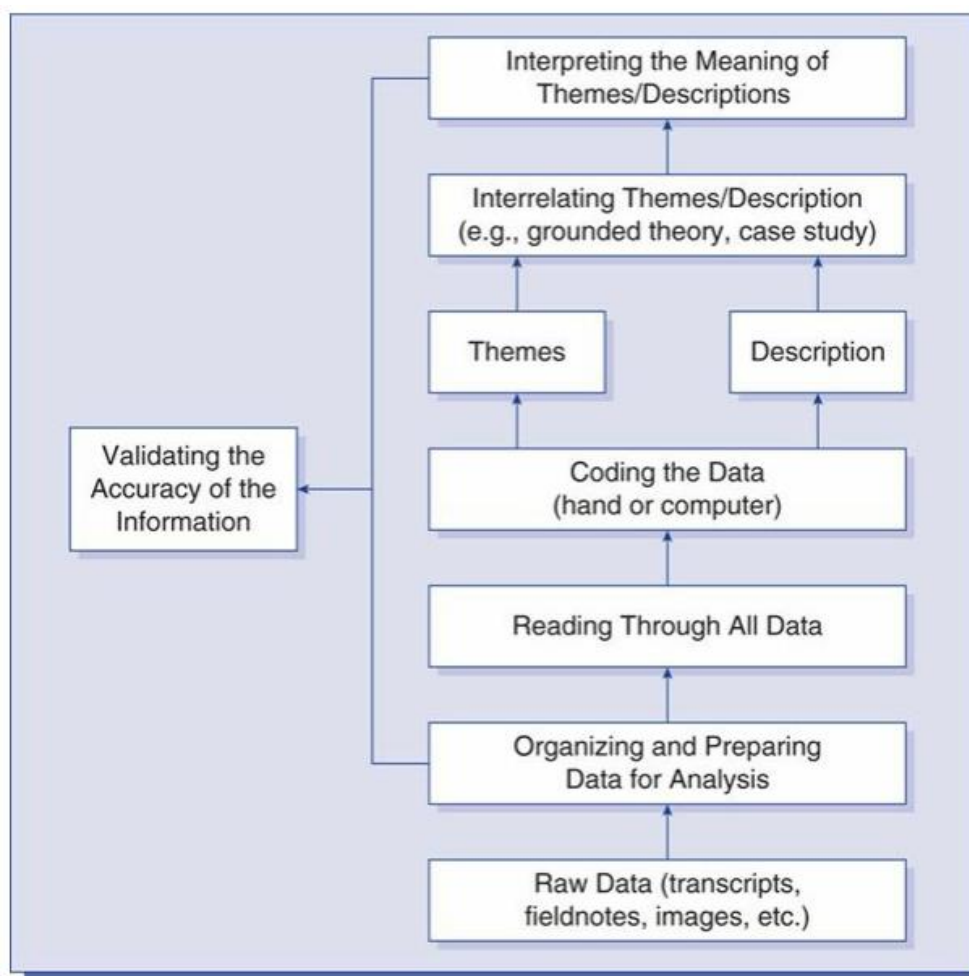 Interpreting the Meaning of
Themes/Descriptions
Interrelating Themes/Description
(e.g., grounded theory, case study)
Themes
Description
Validating the
Accuracy of the
Information
Coding the Data
(hand or computer)
Reading Through All Data
Organizing and Preparing
Data for Analysis
Raw Data (transcripts,
fieldnotes, images, etc.)